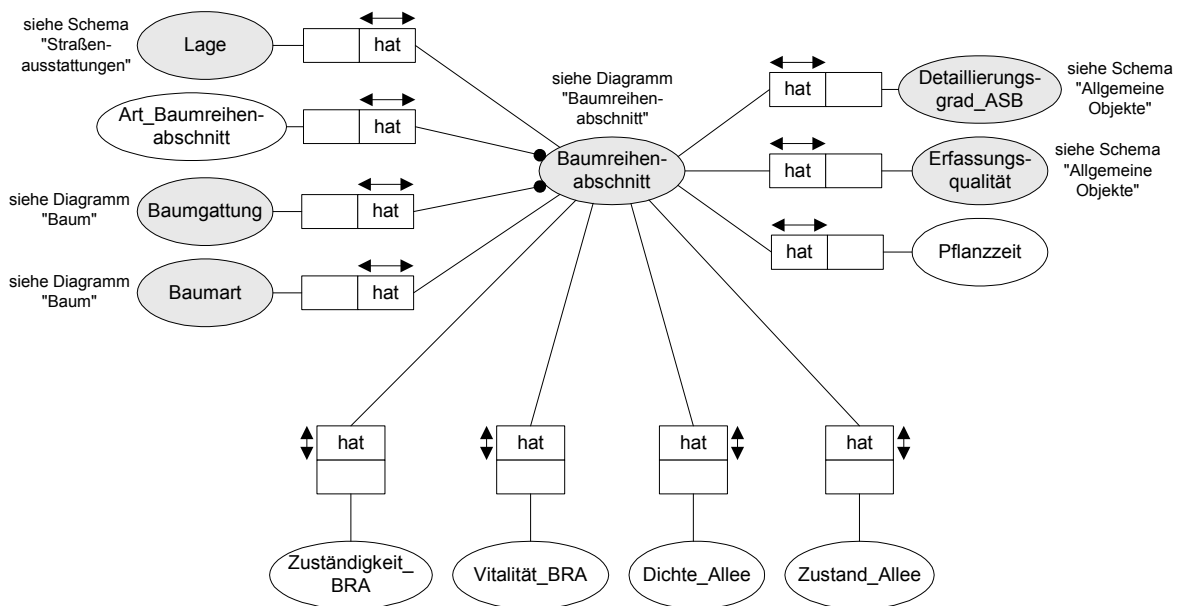 siehe Schema
"Straßen-
ausstattungen"
Lage
hat
Art_Baumreihen-
abschnitt
hat
siehe Diagramm
"Baum"
Baumgattung
hat
siehe Diagramm
"Baum"
Baumart
hat
siehe Diagramm
"Baumreihen-
abschnitt"
Baumreihen-
abschnitt
hat
Detaillierungs-
grad_ASB
siehe Schema
"Allgemeine
Objekte"
hat
Erfassungs-
qualität
siehe Schema
"Allgemeine
Objekte"
hat
Pflanzzeit
hat
hat
hat
hat
Zuständigkeit_
BRA
Vitalität_BRA
Dichte_Allee
Zustand_Allee